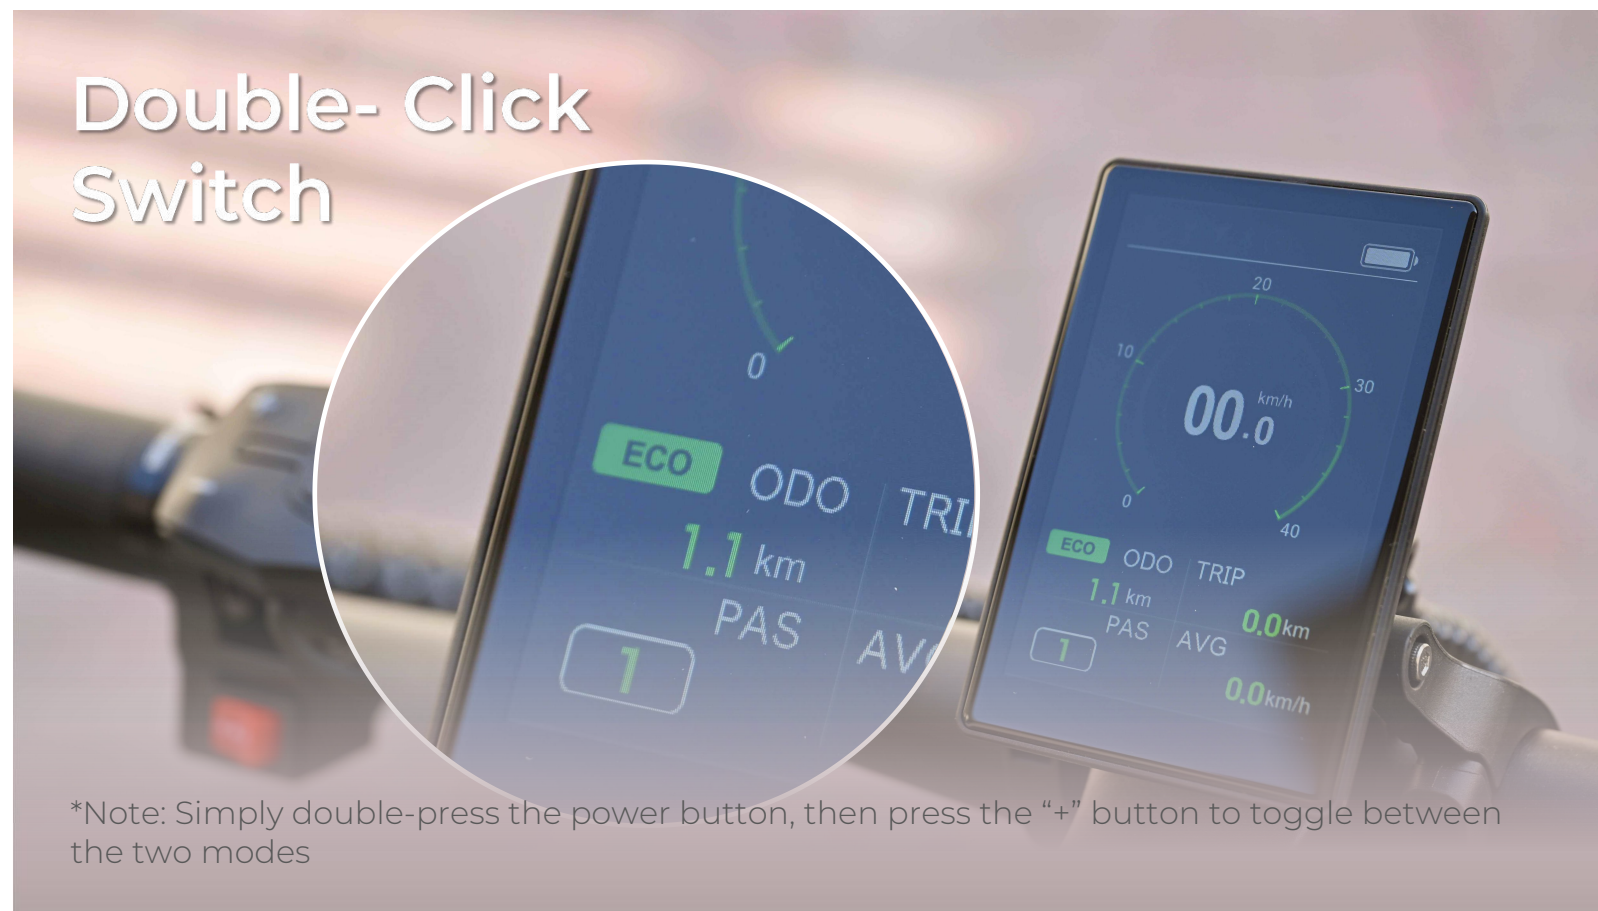 Double- Click
Switch
0
ECO
ODO
1.1 km
PAS
1
20
10
30
km/h
00.0
0
40
ECO ODO TRIP
1.1 km
0.0km
PAS AVG
1
0.0km/h
*Note: Simply double-press the power button, then press the “+” button to toggle between
the two modes